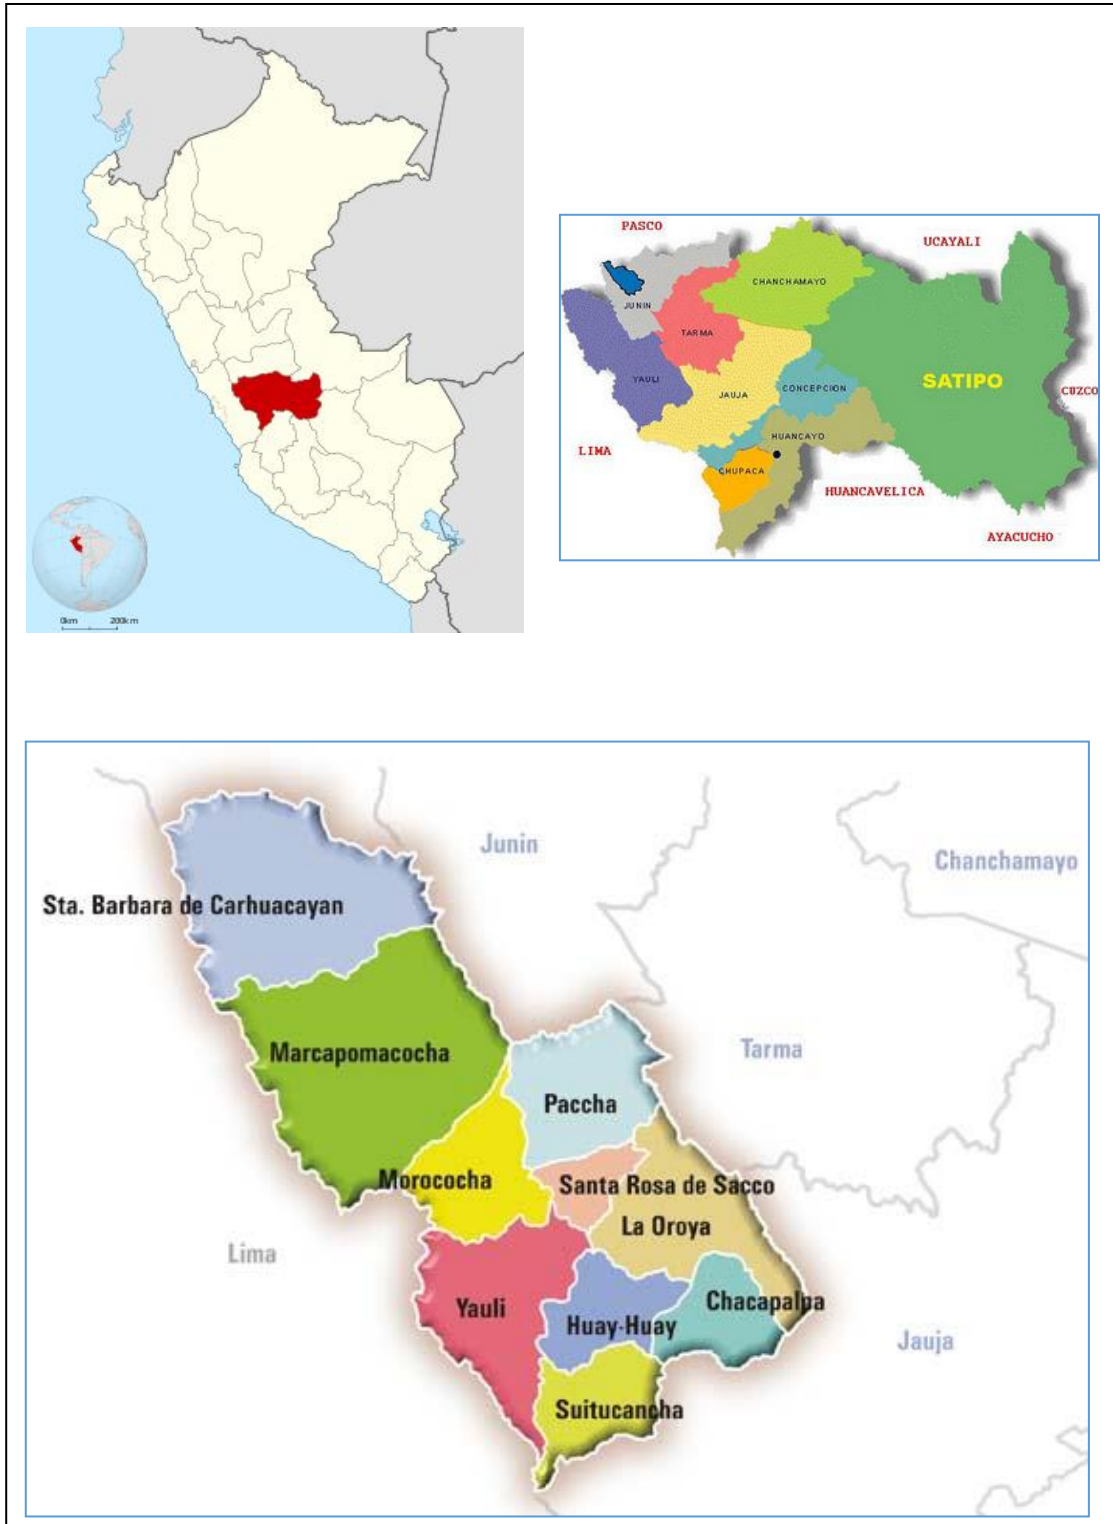 0km 200km
PASCO
UCAYALI
CHANCHAMAYO
JUNIN
TARMA
SATIPO
YAULI
CONCEPCION
JAUJA
CUZCO
HUANCAYO
LIMA
CHUPACA
HUANCAVELICA
AYACUCHO
Junin
Chanchamayo
Sta. Barbara de Carhuacayan
Marcapomacocha
Tarma
Paccha
Morococha
Santa Rosa de Sacco
La Oroya
Lima
Yauli
Chacapalpa
Huay-Huay
Jauja
Suitucancha